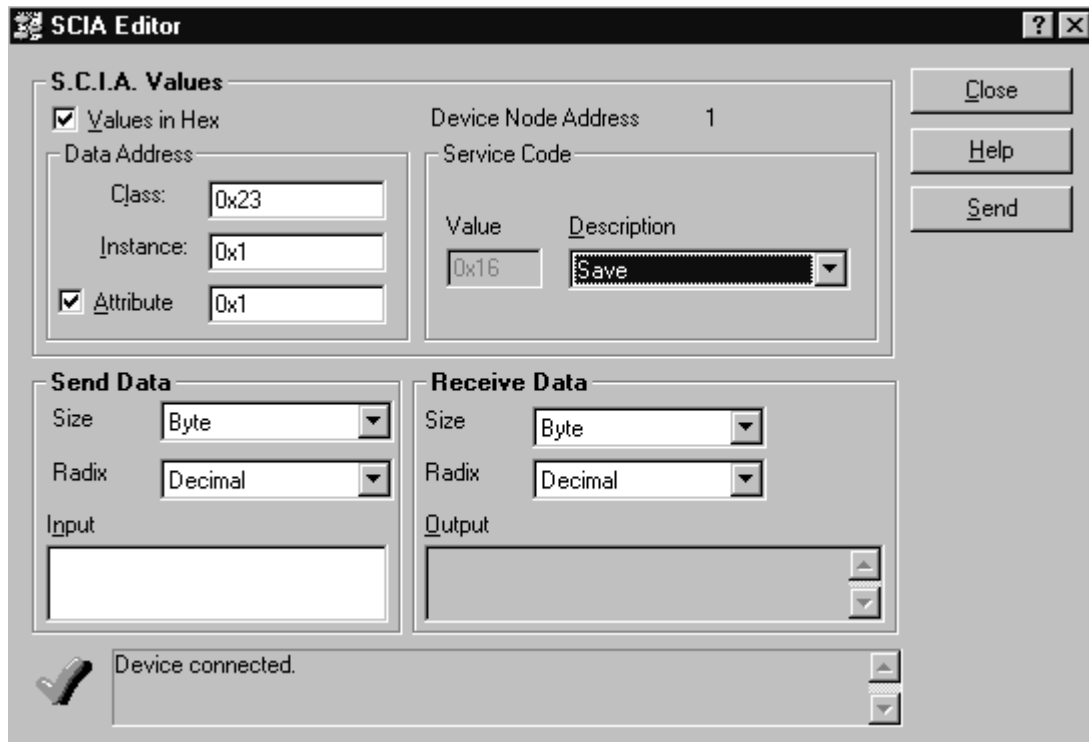 SCIA Editor
S.C.I.A. Values
Values in Hex
Device Node Address 1
Data Address
Class: 0x23
Instance: 0x1
Attribute 0x1
Service Code
Value Description
0x16 Save
Close
Help
Send
Send Data
Size Byte
Radix Decimal
Input
Receive Data
Size Byte
Radix Decimal
Output
Device connected.